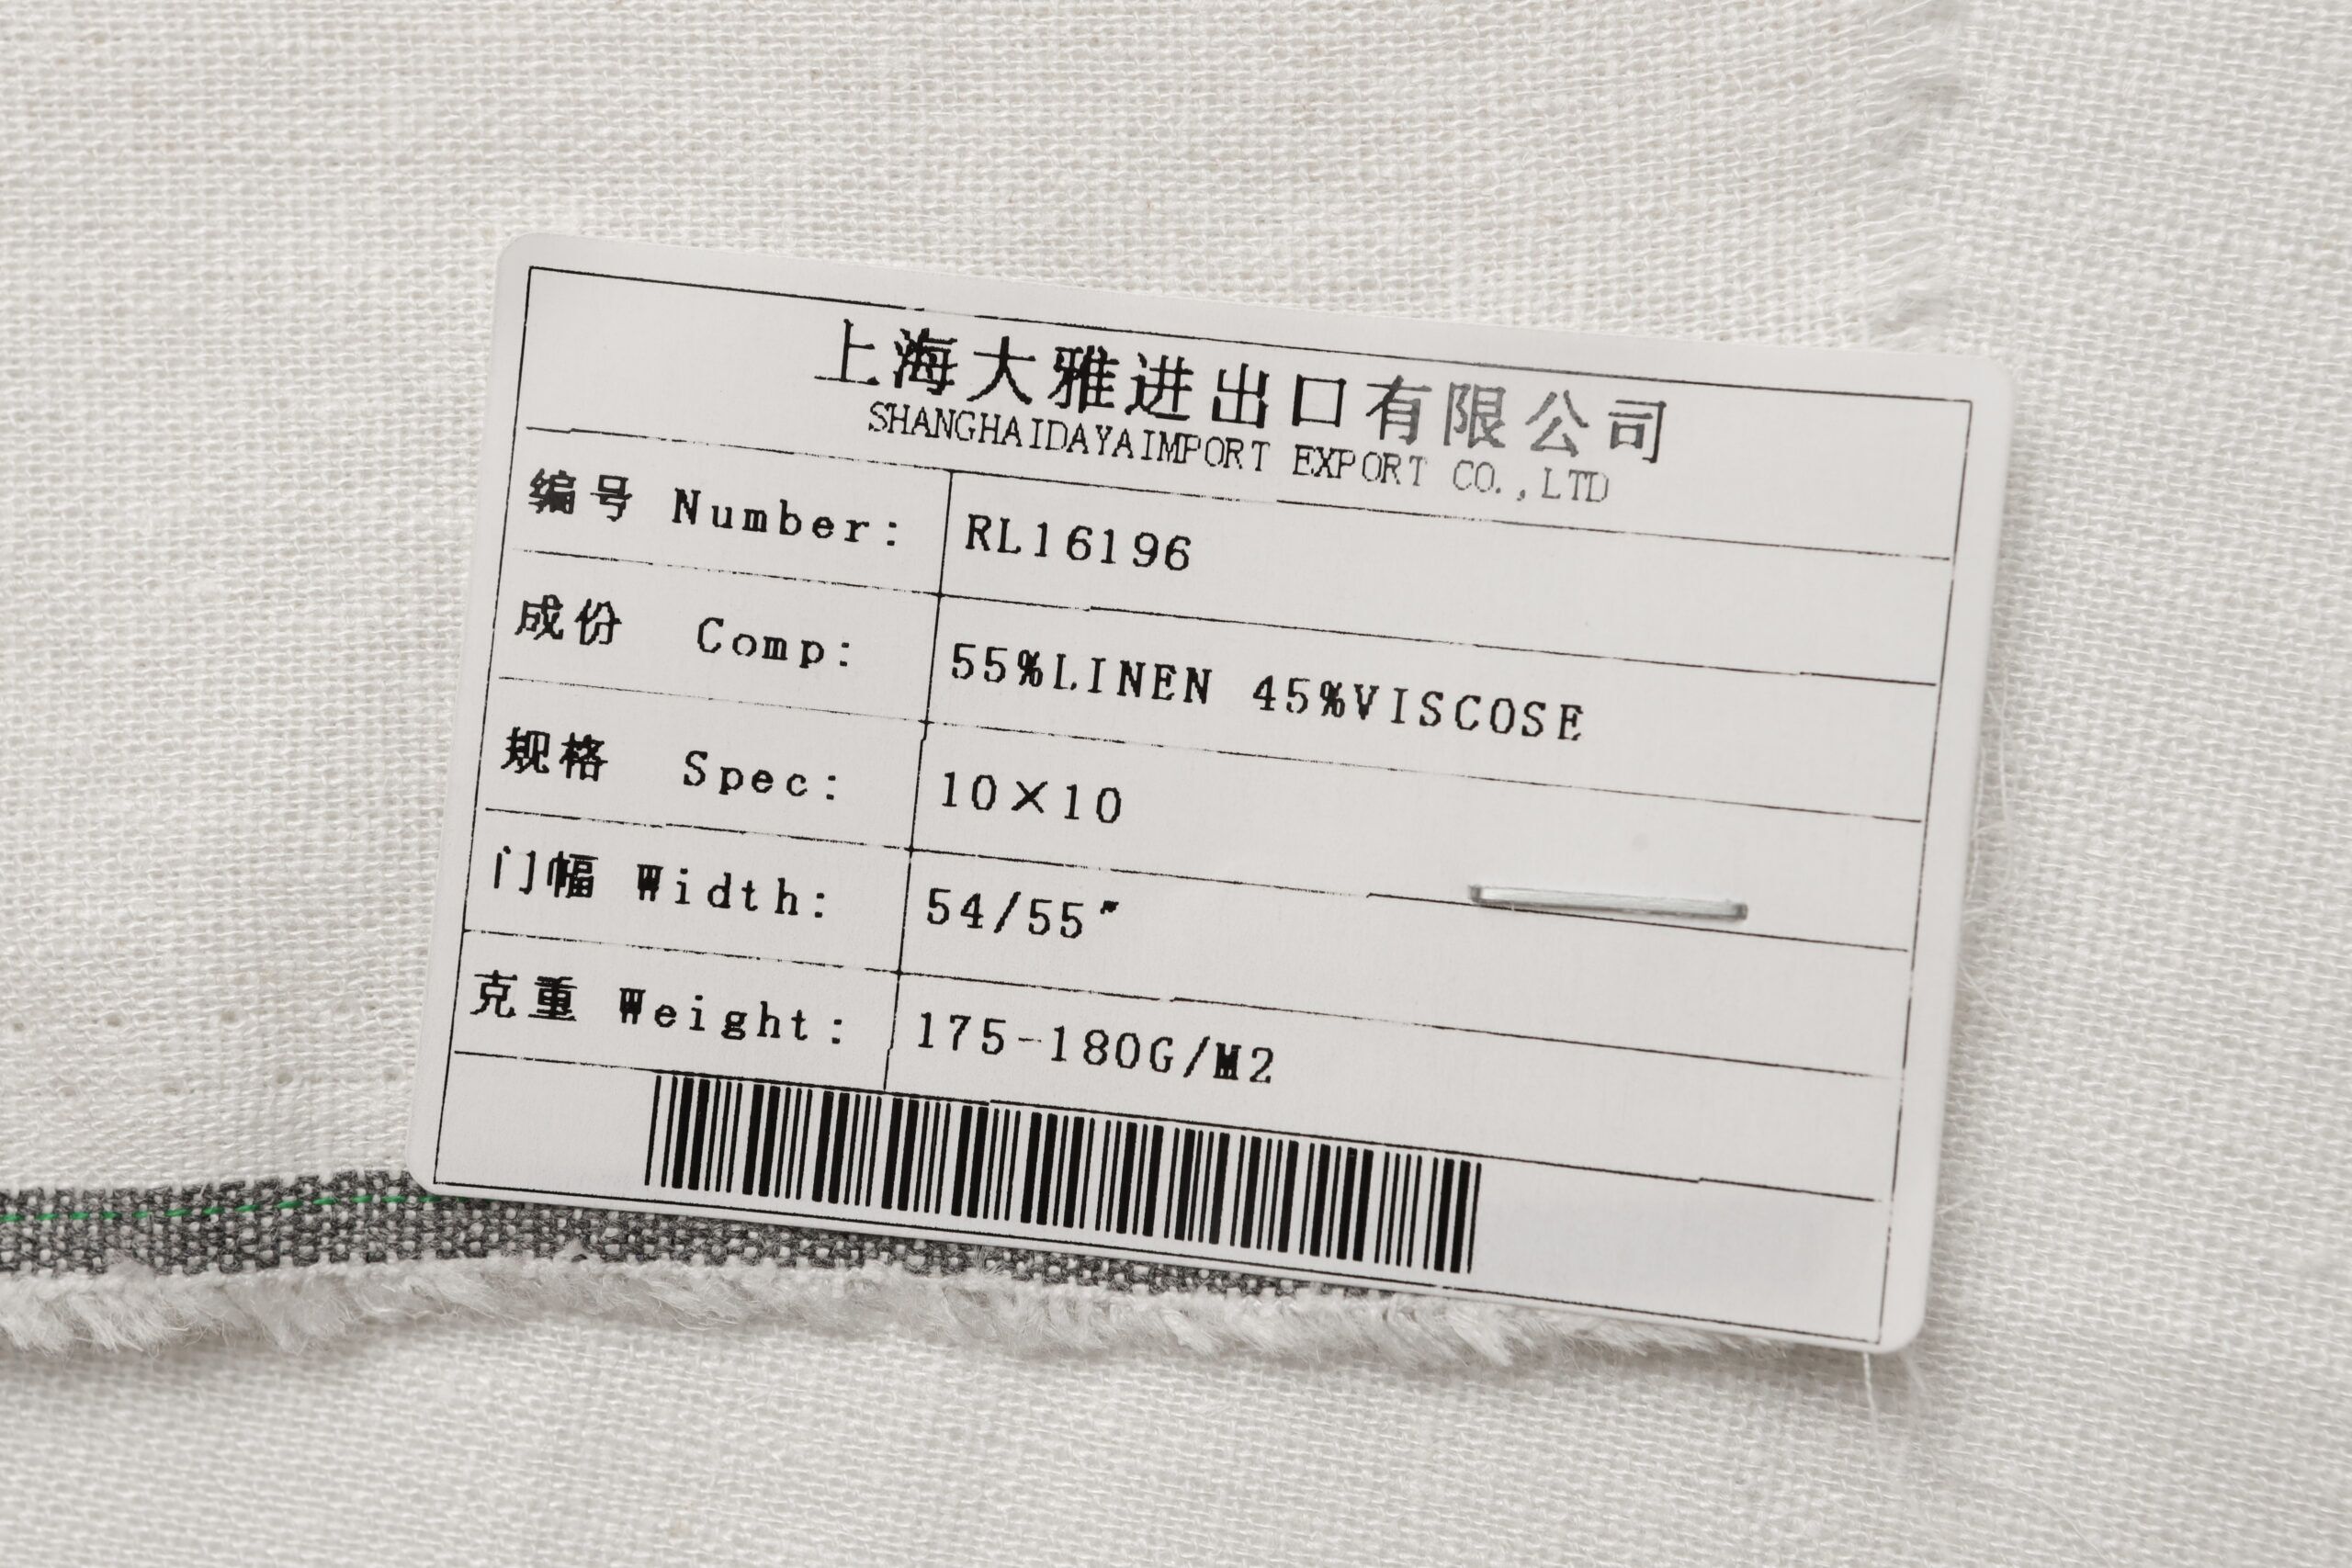 上海大雅进出口有限公司
SHANGHAIDAYAIMPORT EXPORT CO.,LTD
编号 Number: RL16196
成份 Comp: 55%LINEN 45%VISCOSE
规格 Spec: 10×10
门幅 Width: 54/55"
克重 Weight: 175-180G/M2